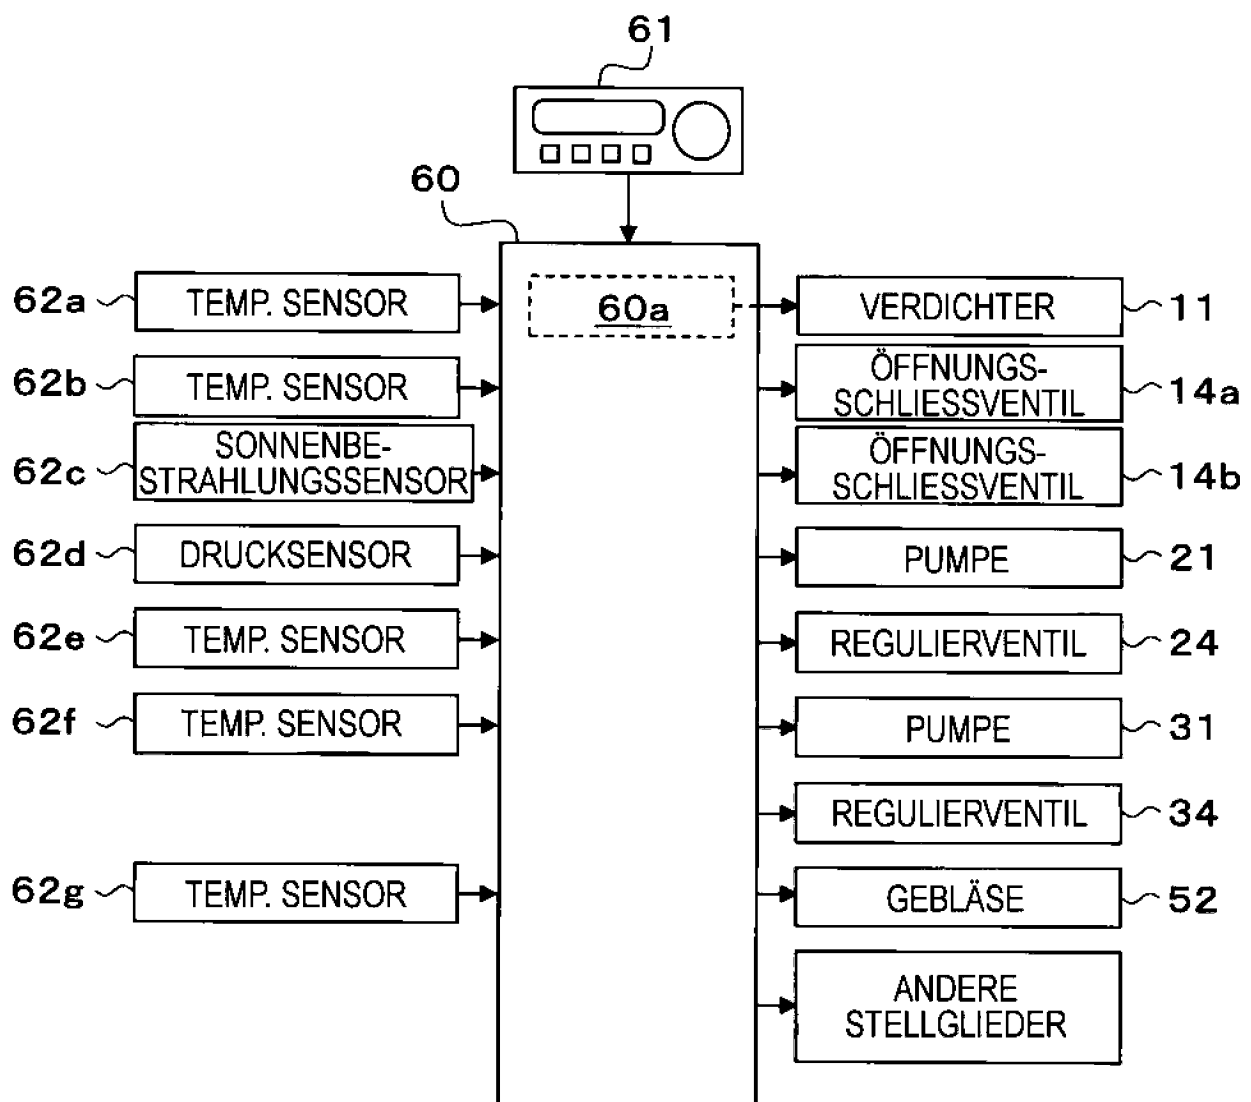 61
60
62a
TEMP. SENSOR
62b
TEMP. SENSOR
62c
SONNENBE-
STRAHLUNGSSENSOR
62d
DRUCKSENSOR
62e
TEMP. SENSOR
62f
TEMP. SENSOR
62g
TEMP. SENSOR
60a
VERDICHTER
11
ÖFFNUNGS-
SCHLIESSVENTIL
14a
ÖFFNUNGS-
SCHLIESSVENTIL
14b
PUMPE
21
REGULIERVENTIL
24
PUMPE
31
REGULIERVENTIL
34
GEBLÄSE
52
ANDERE
STELLGLIEDER